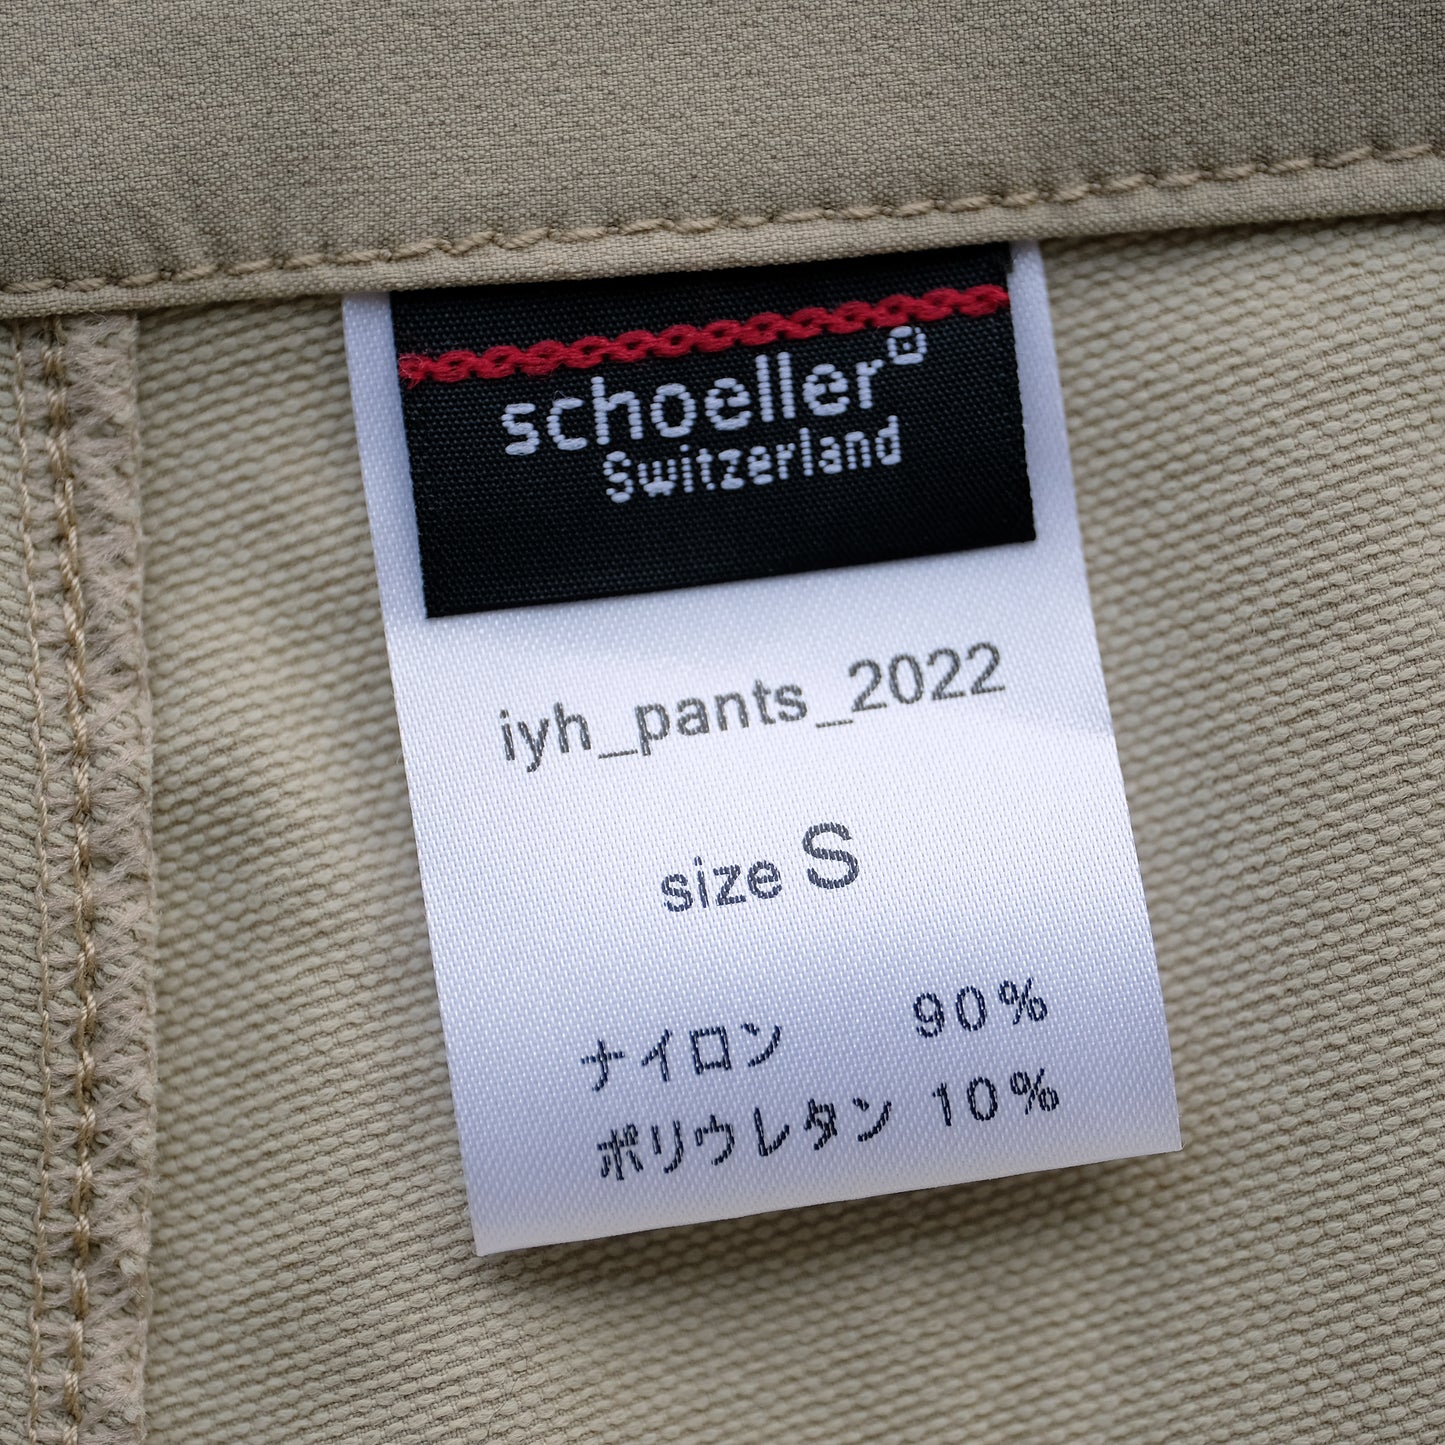 schoeller®
Switzerland
iyh_pants_2022
size S
ナイロン 90%
ポリウレタン 10%